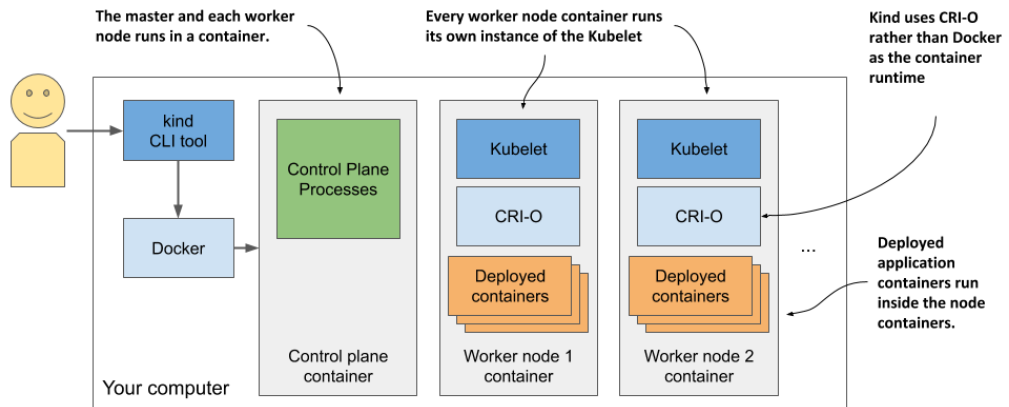 The master and each worker
node runs in a container.
Every worker node container runs
its own instance of the Kubelet
Kind uses CRI-O
rather than Docker
as the container
runtime
kind
CLI tool
Docker
Control Plane
Processes
Control plane
container
Kubelet
CRI-O
Deployed
containers
Worker node 1
container
Kubelet
CRI-O
Deployed
containers
Worker node 2
container
...
Deployed
application
containers run
inside the node
containers.
Your computer